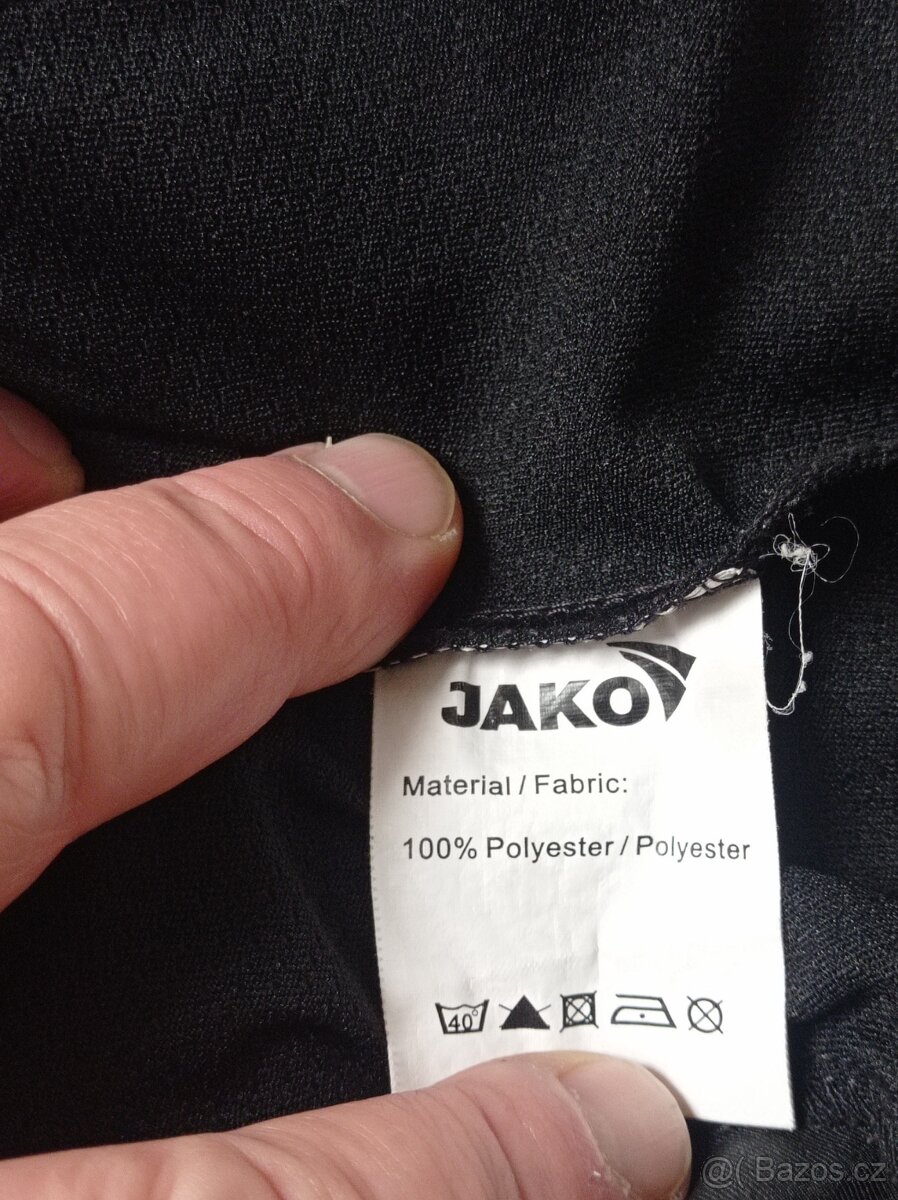 JAKO
Material / Fabric:
100% Polyester / Polyester
40°
@( Bazos.cz